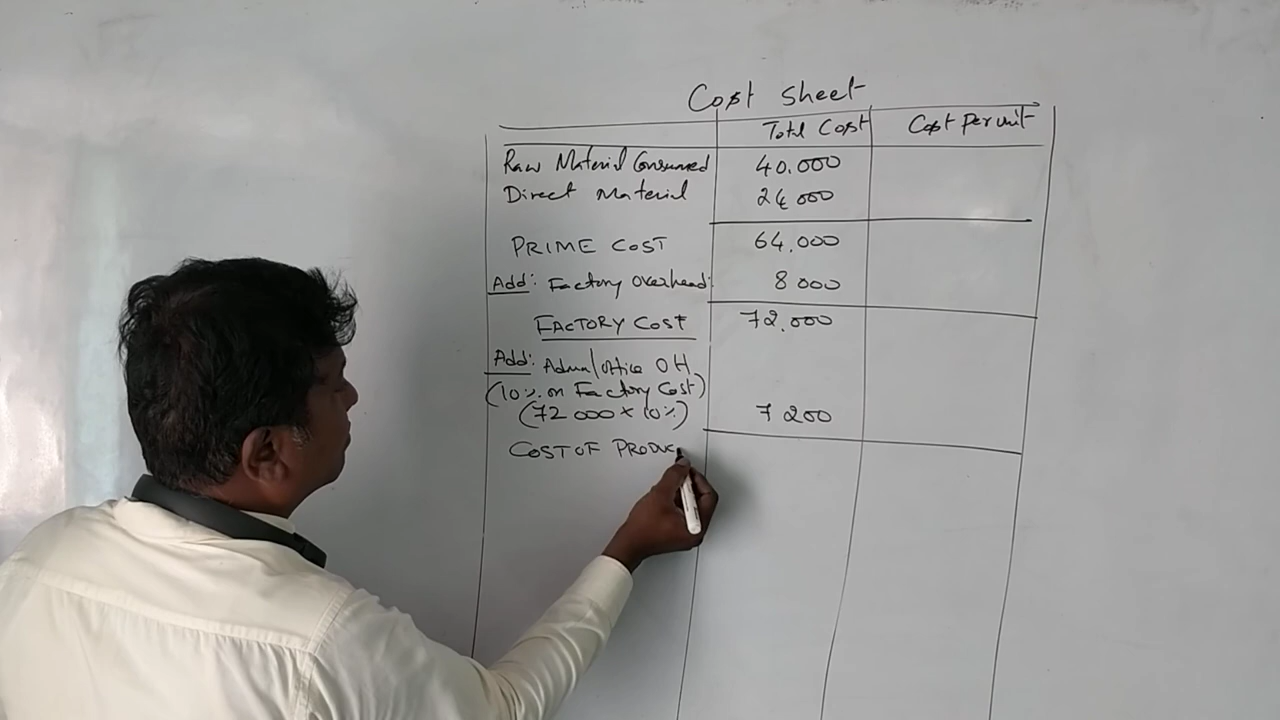 Cost Sheet
Total Cost Cost Per unit
Raw Material Consumed 40.000
Direct Material 24 000
PRIME COST 64.000
Add: Factory Overhead: 8 000
FACTORY COST 72.000
Add: Admn/office OH
(10% on Factory Cost)
(72 000 × 10%) 7 200
COST OF PRODUC